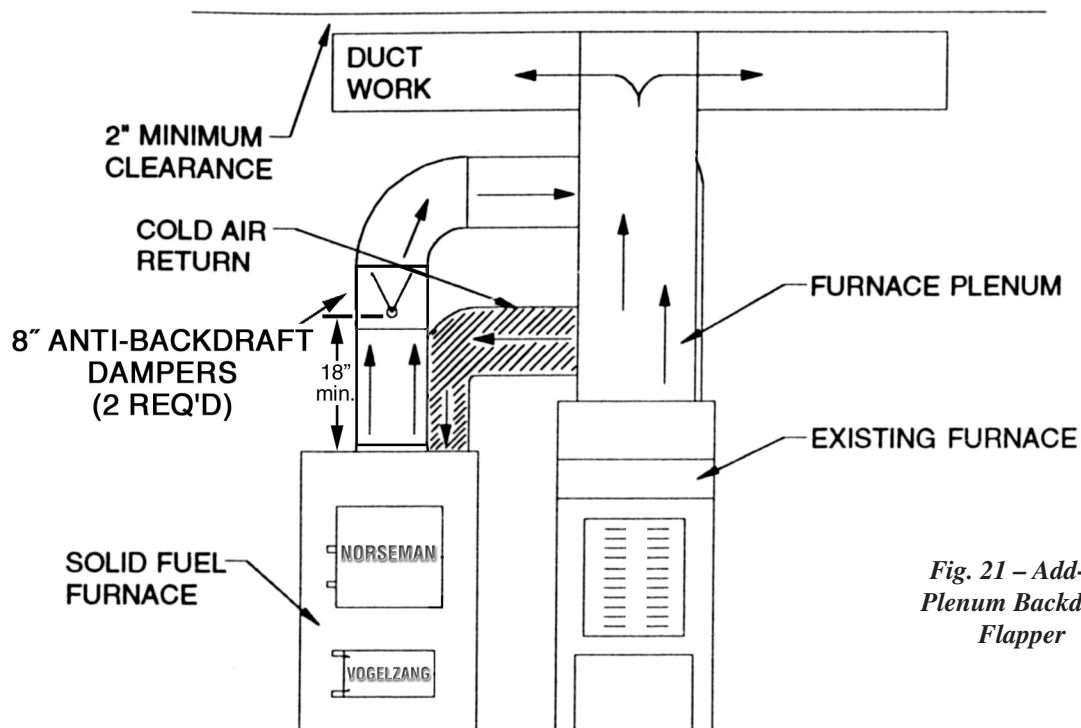 DUCT
WORK
2" MINIMUM
CLEARANCE
COLD AIR
RETURN
FURNACE PLENUM
8″ ANTI-BACKDRAFT
DAMPERS
(2 REQ'D)
18”
min.
EXISTING FURNACE
NORSEMAN
SOLID FUEL
FURNACE
VOGELZANG
Fig. 21 – Add-
Plenum Backd
Flapper